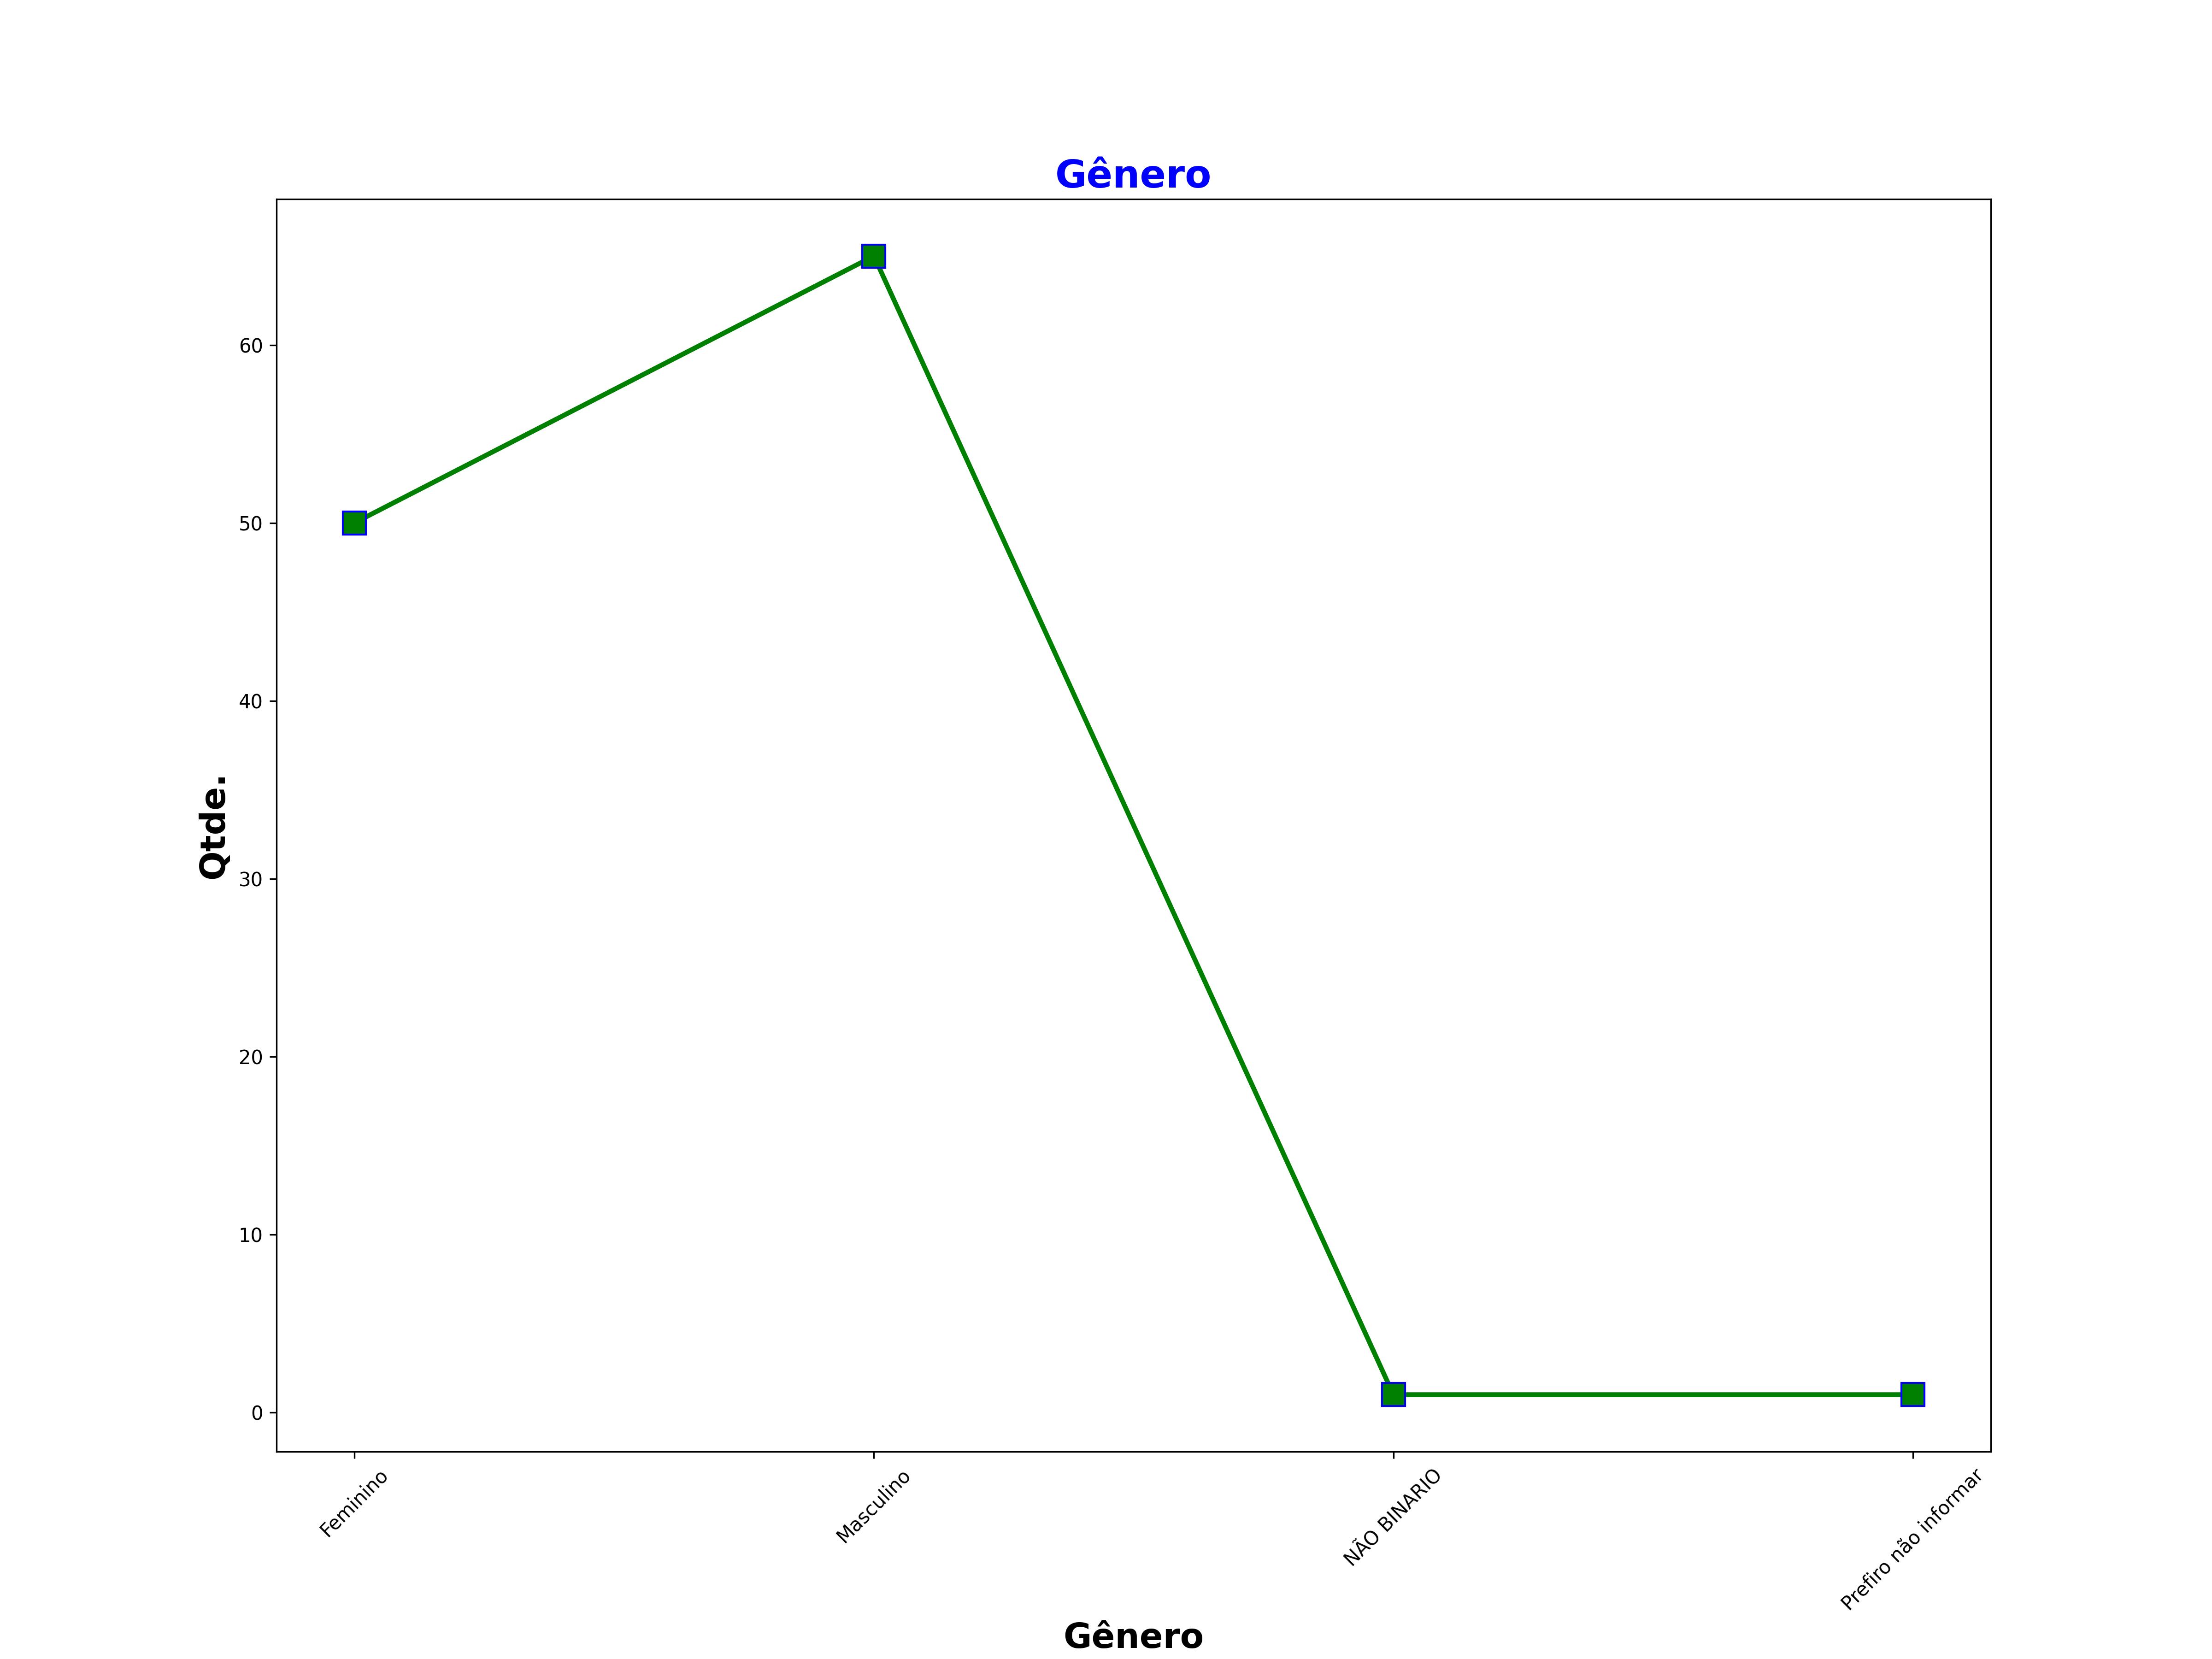 Gênero
60
50
40
30
20
10
0
Qtde.
Feminino
Masculino
NÃO BINARIO
Prefiro não informar
Gênero